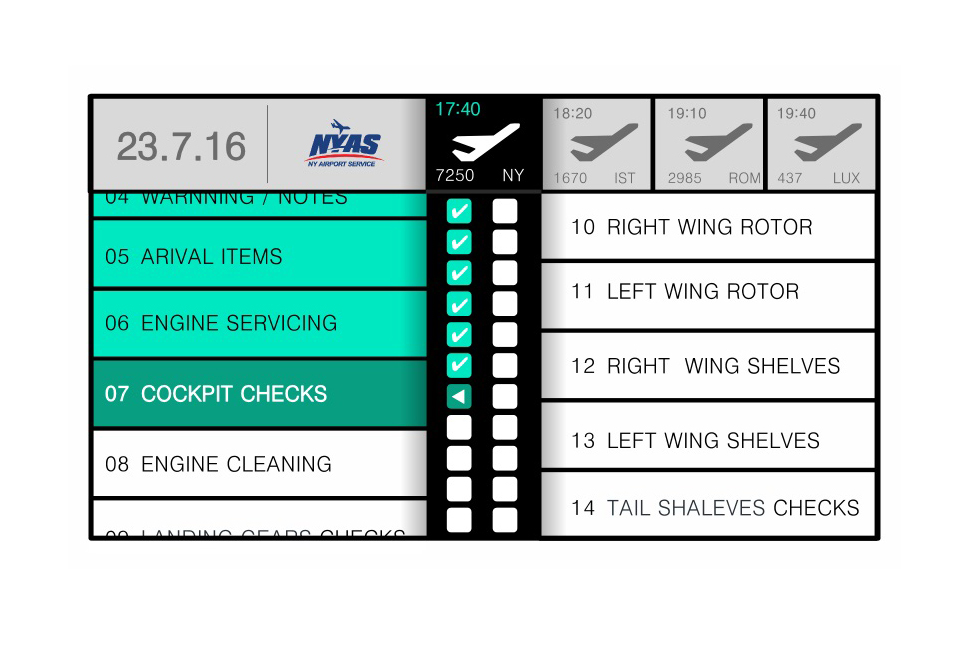 23.7.16
NYAS
NY AIRPORT SERVICE
17:40
7250 NY
18:20
1670 IST
19:10
2985 ROM
19:40
437 LUX
04 WARNNING / NOTES
05 ARIVAL ITEMS
06 ENGINE SERVICING
07 COCKPIT CHECKS
08 ENGINE CLEANING
09 LANDING GEARS CHECKS
10 RIGHT WING ROTOR
11 LEFT WING ROTOR
12 RIGHT WING SHELVES
13 LEFT WING SHELVES
14 TAIL SHALEVES CHECKS